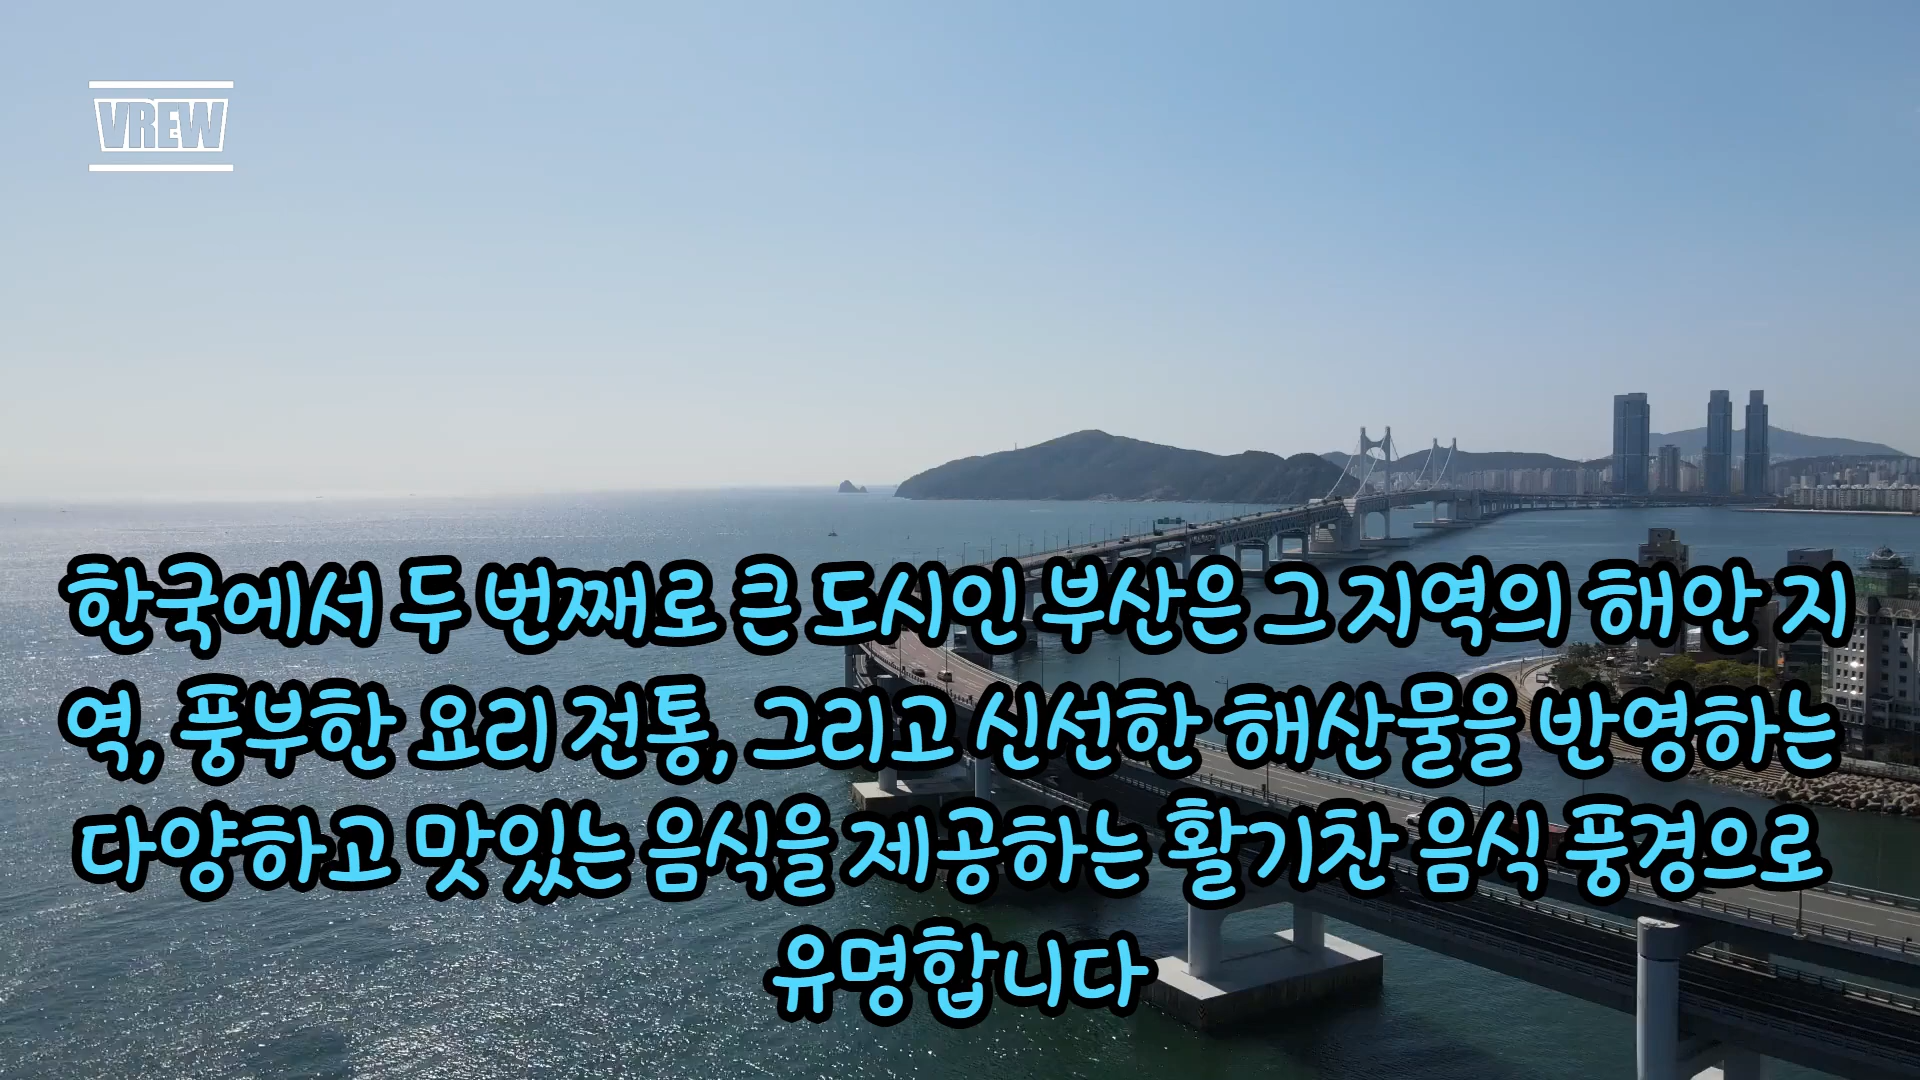 VREW
한국에서 두 번째로 큰 도시인 부산은 그 지역의 해안 지
역, 풍부한 요리 전통, 그리고 신선한 해산물을 반영하는
다양하고 맛있는 음식을 제공하는 활기찬 음식 풍경으로
유명합니다